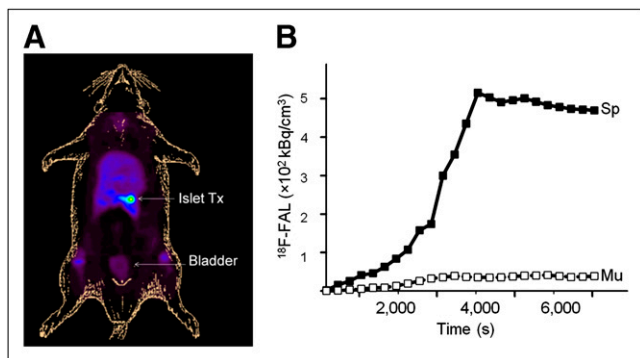 A
Islet Tx
Bladder
B
¹⁸F-FAL (×10² kBq/cm³)
5
4
3
2
1
Sp
Mu
2,000 4,000 6,000
Time (s)